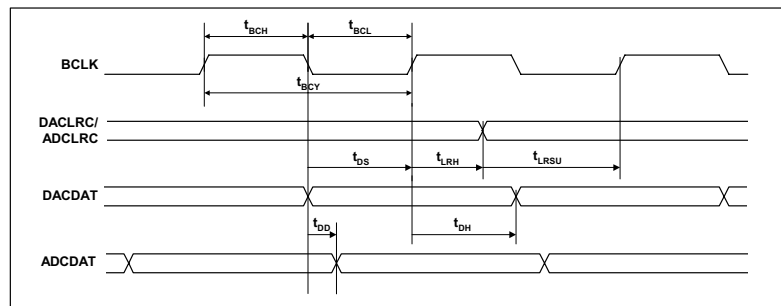 tBCH
tBCL
BCLK
tBCY
DACLRC/
ADCLRC
tDS
tLRH
tLRSU
DACDAT
tDD
tDH
ADCDAT